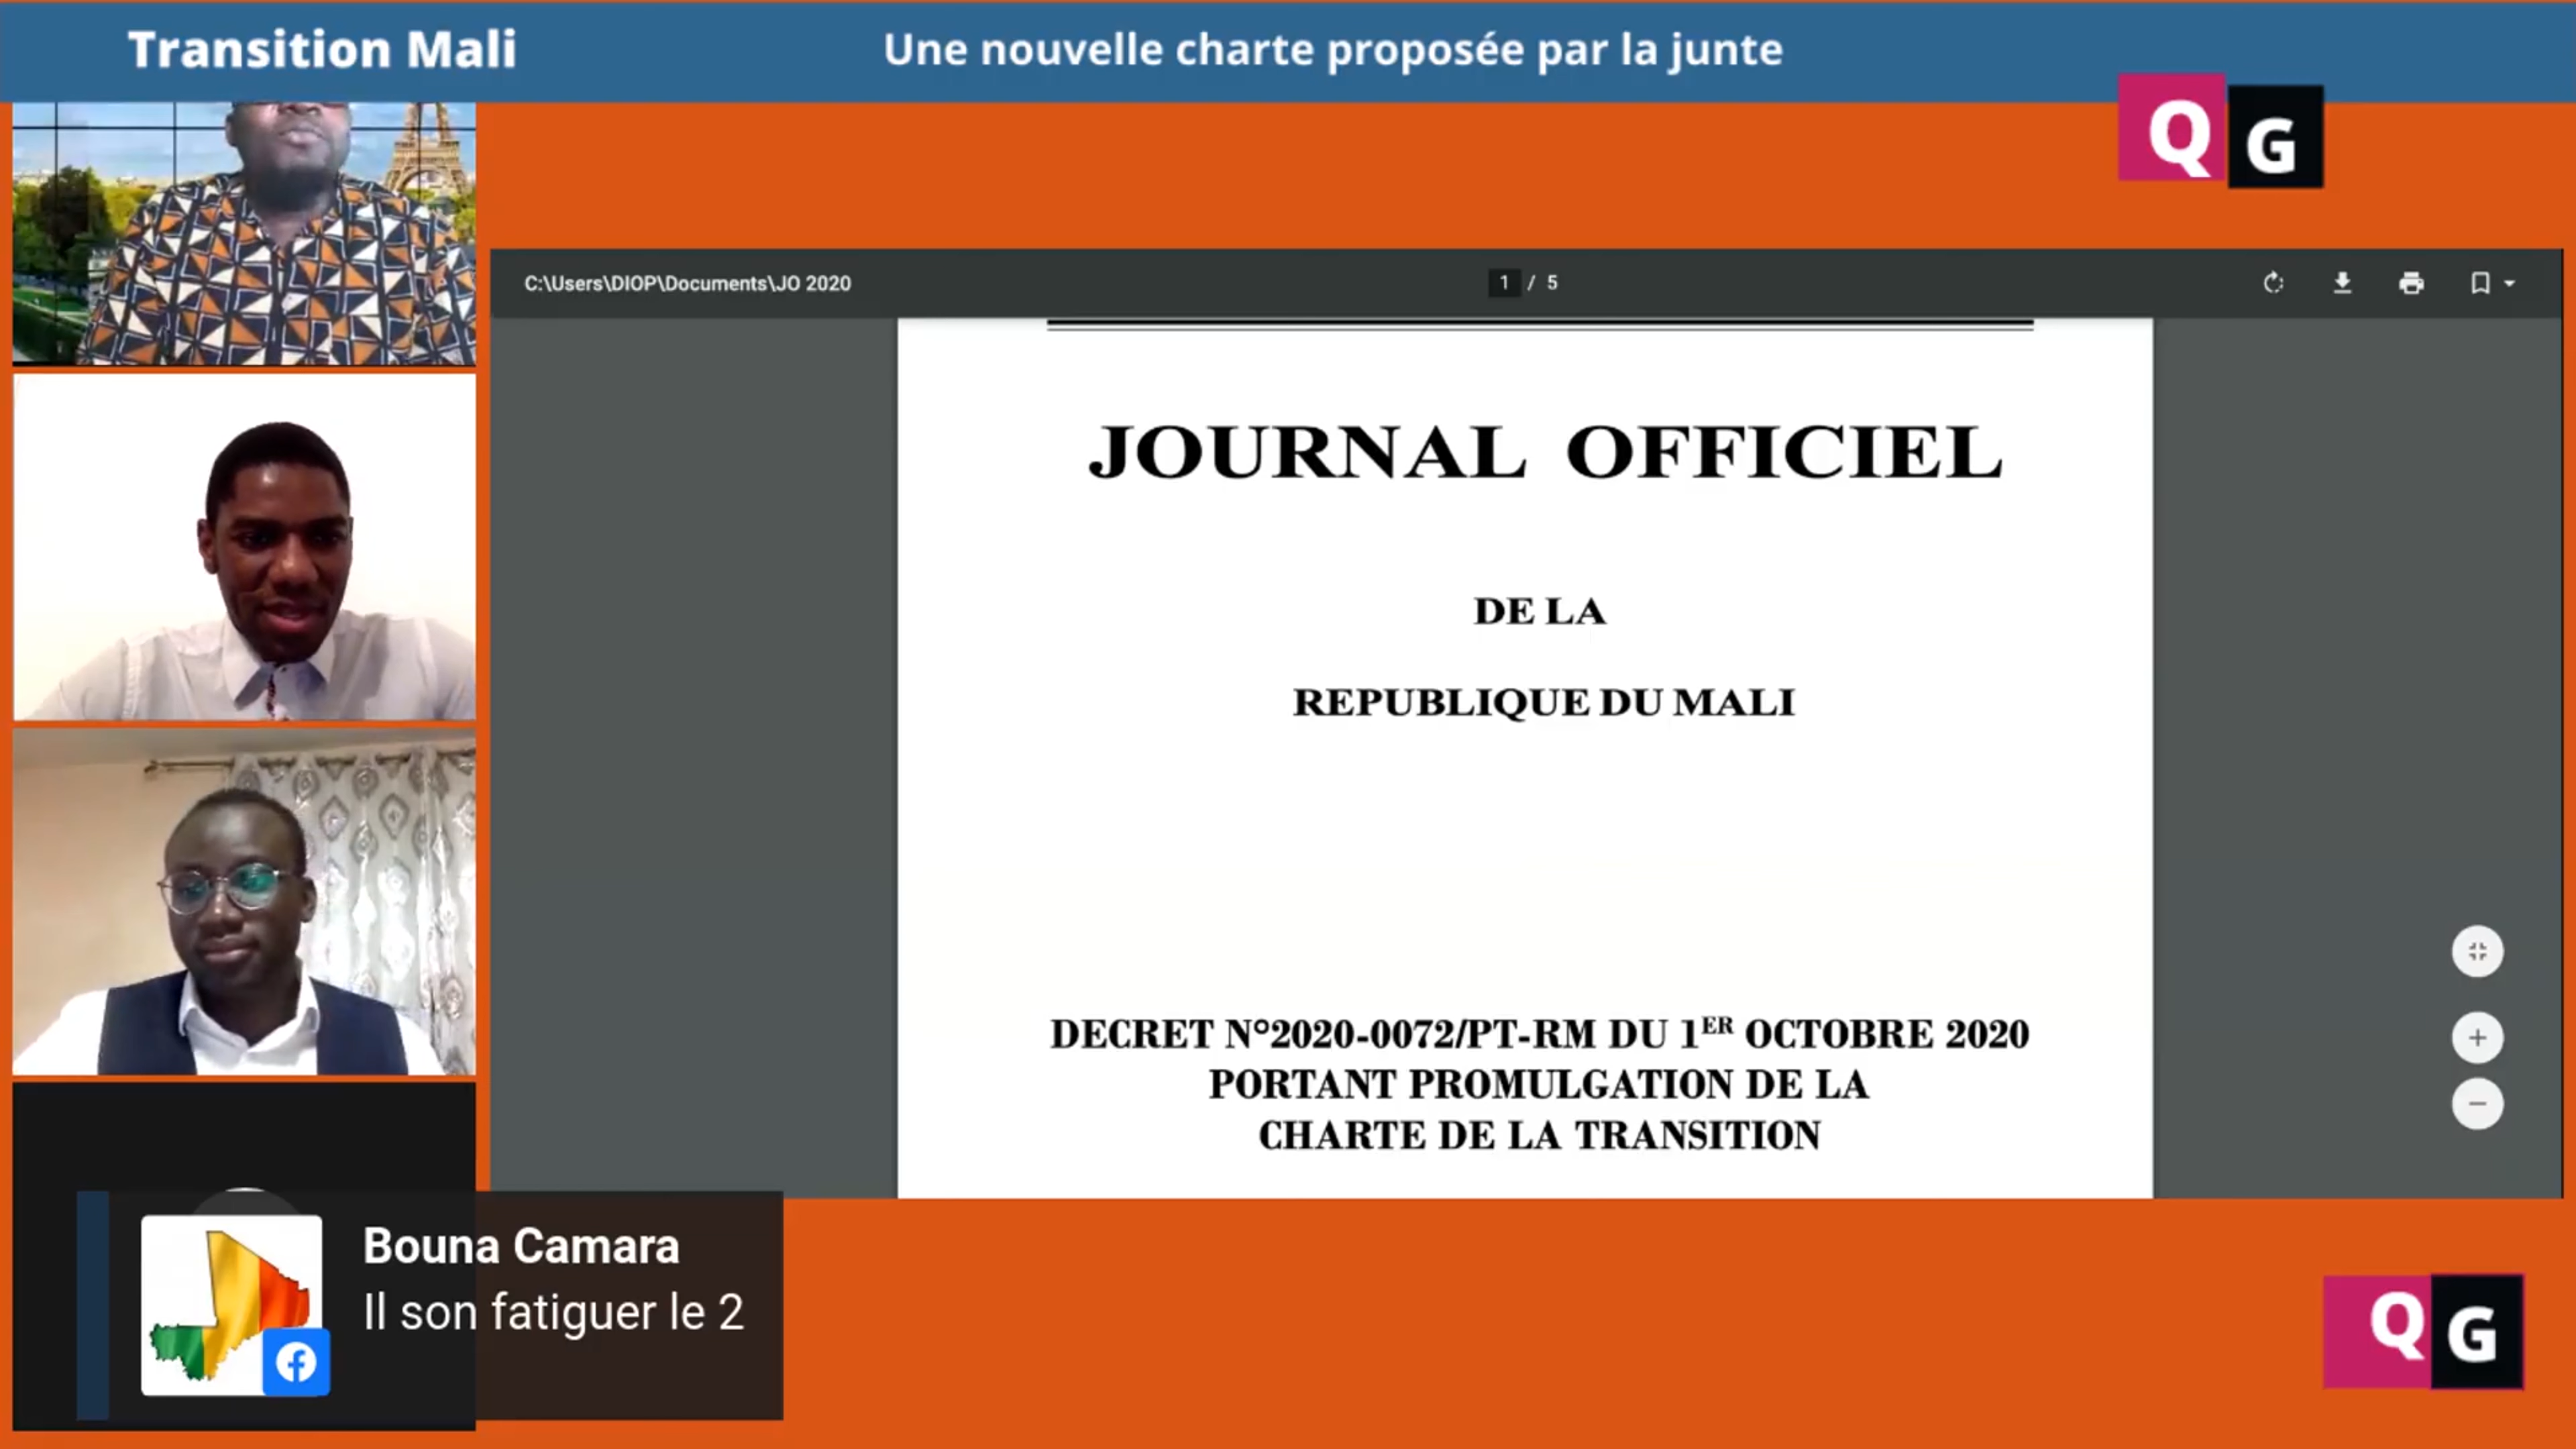 Transition Mali
Une nouvelle charte proposée par la junte
Q G
C:\Users\DIOP\Documents\JO 2020
1 / 5
JOURNAL OFFICIEL
DE LA
REPUBLIQUE DU MALI
DECRET N°2020-0072/PT-RM DU 1ER OCTOBRE 2020
PORTANT PROMULGATION DE LA
CHARTE DE LA TRANSITION
Bouna Camara
Il son fatiguer le 2
Q G